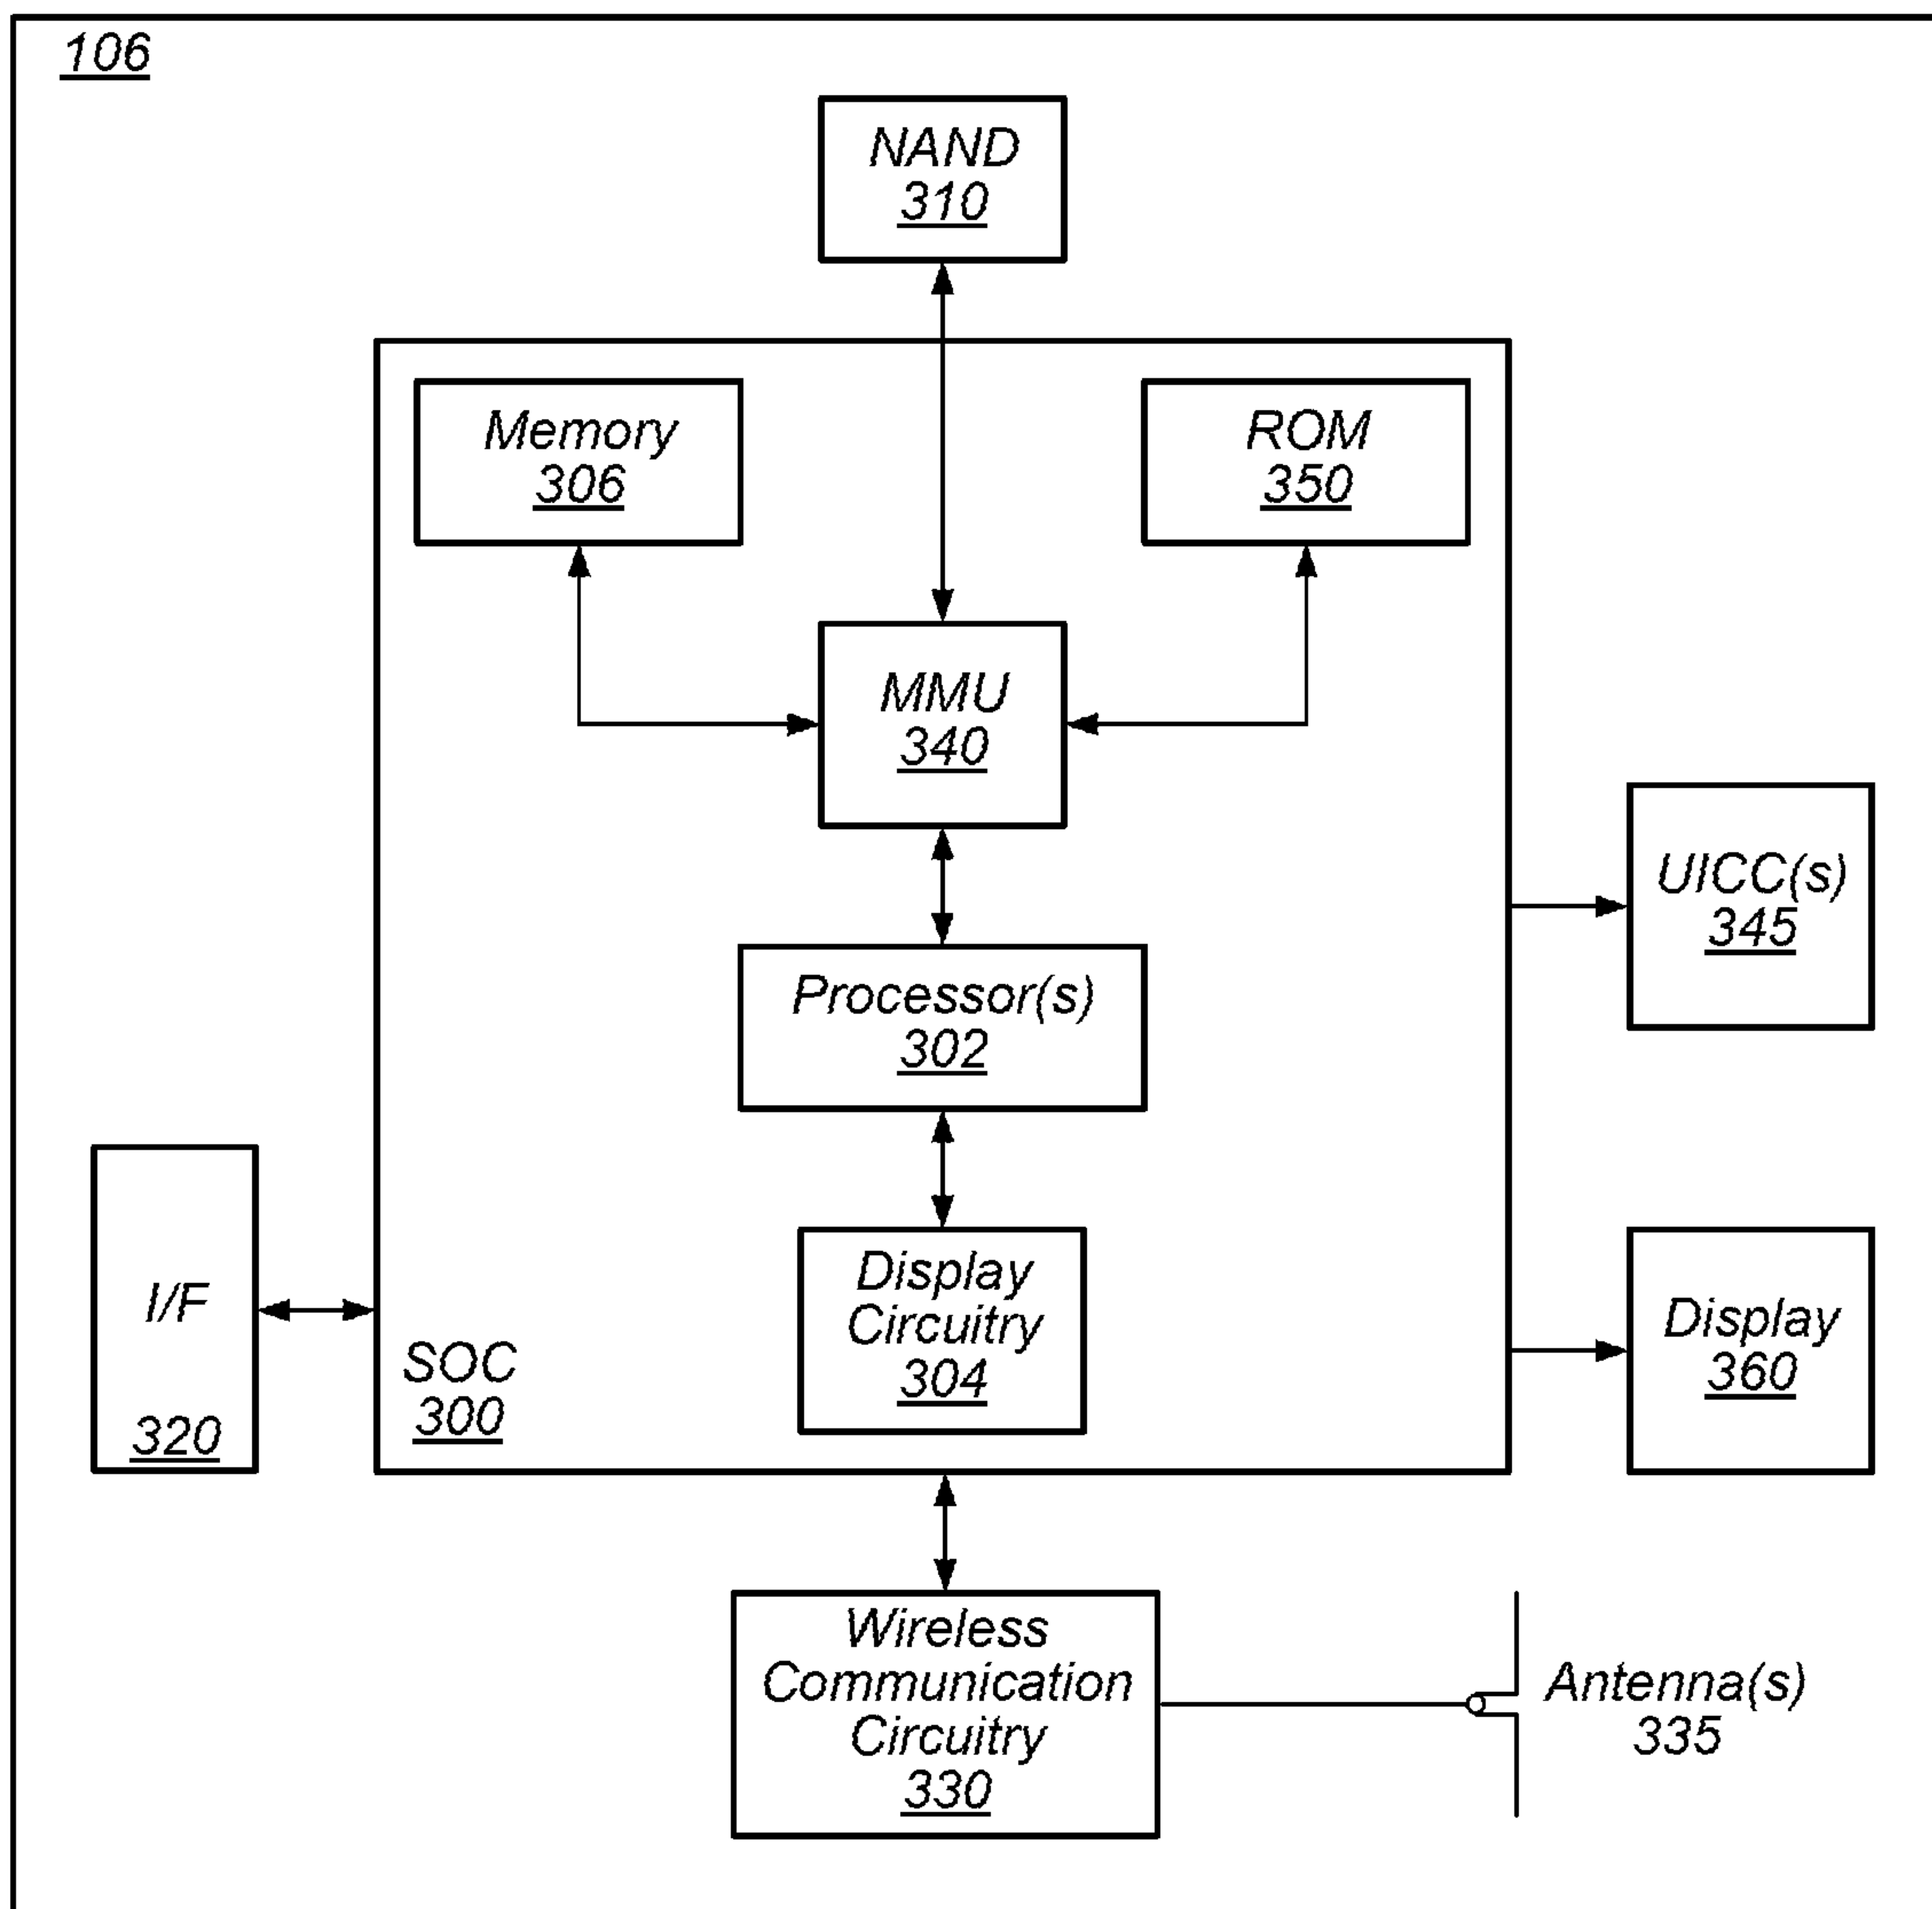 106
NAND
310
Memory
306
ROM
350
MMU
340
UICC(s)
345
Processor(s)
302
I/F
320
SOC
300
Display
Circuitry
304
Display
360
Wireless
Communication
Circuitry
330
Antenna(s)
335